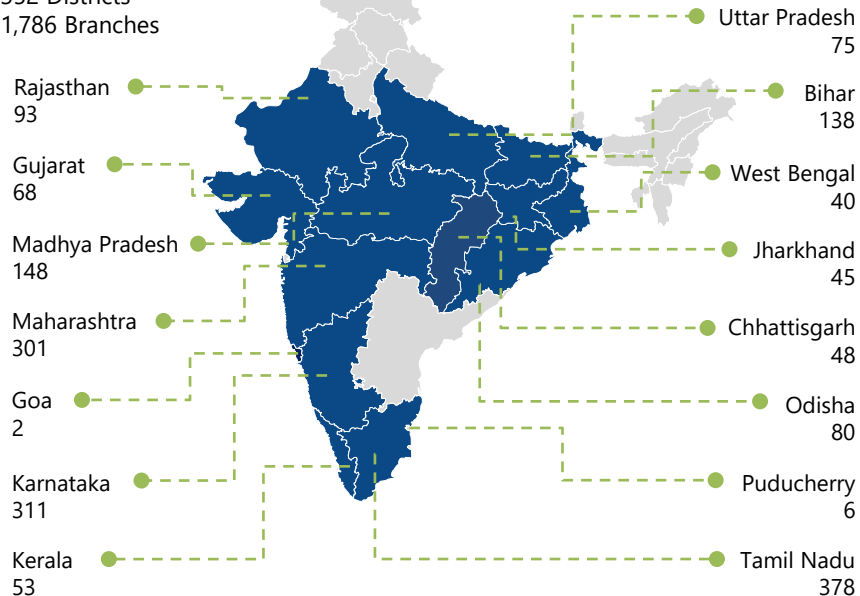 1,786 Branches
Rajasthan
93
Gujarat
68
Madhya Pradesh
148
Maharashtra
301
Goa
2
Karnataka
311
Kerala
53
Uttar Pradesh
75
Bihar
138
West Bengal
40
Jharkhand
45
Chhattisgarh
48
Odisha
80
Puducherry
6
Tamil Nadu
378